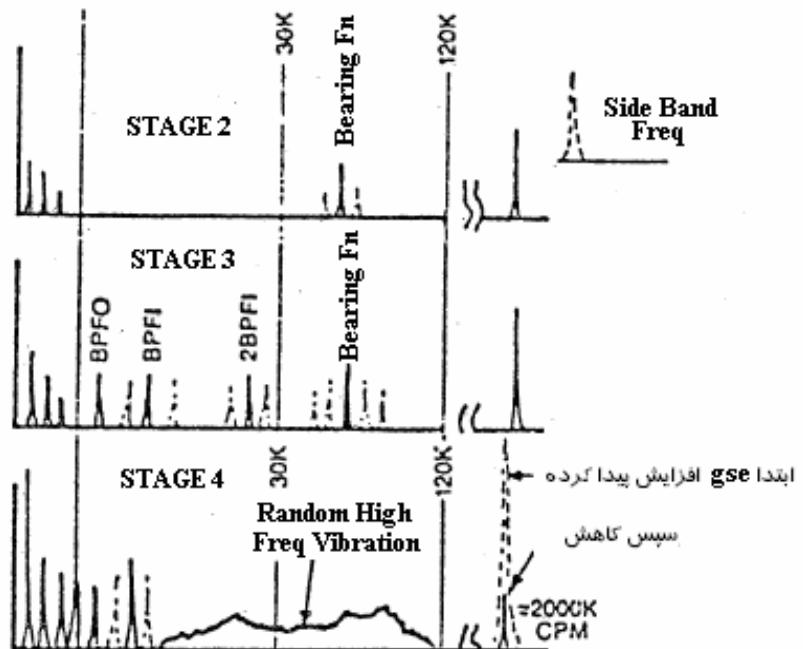 30K
120K
Bearing Fn
STAGE 2
Side Band
Freq
STAGE 3
BPFO
BPFI
2BPFI
Bearing Fn
STAGE 4
30K
120K
Random High
Freq Vibration
ابتدا gse افزایش پیدا کرده
سپس کاهش
≈2000K
CPM